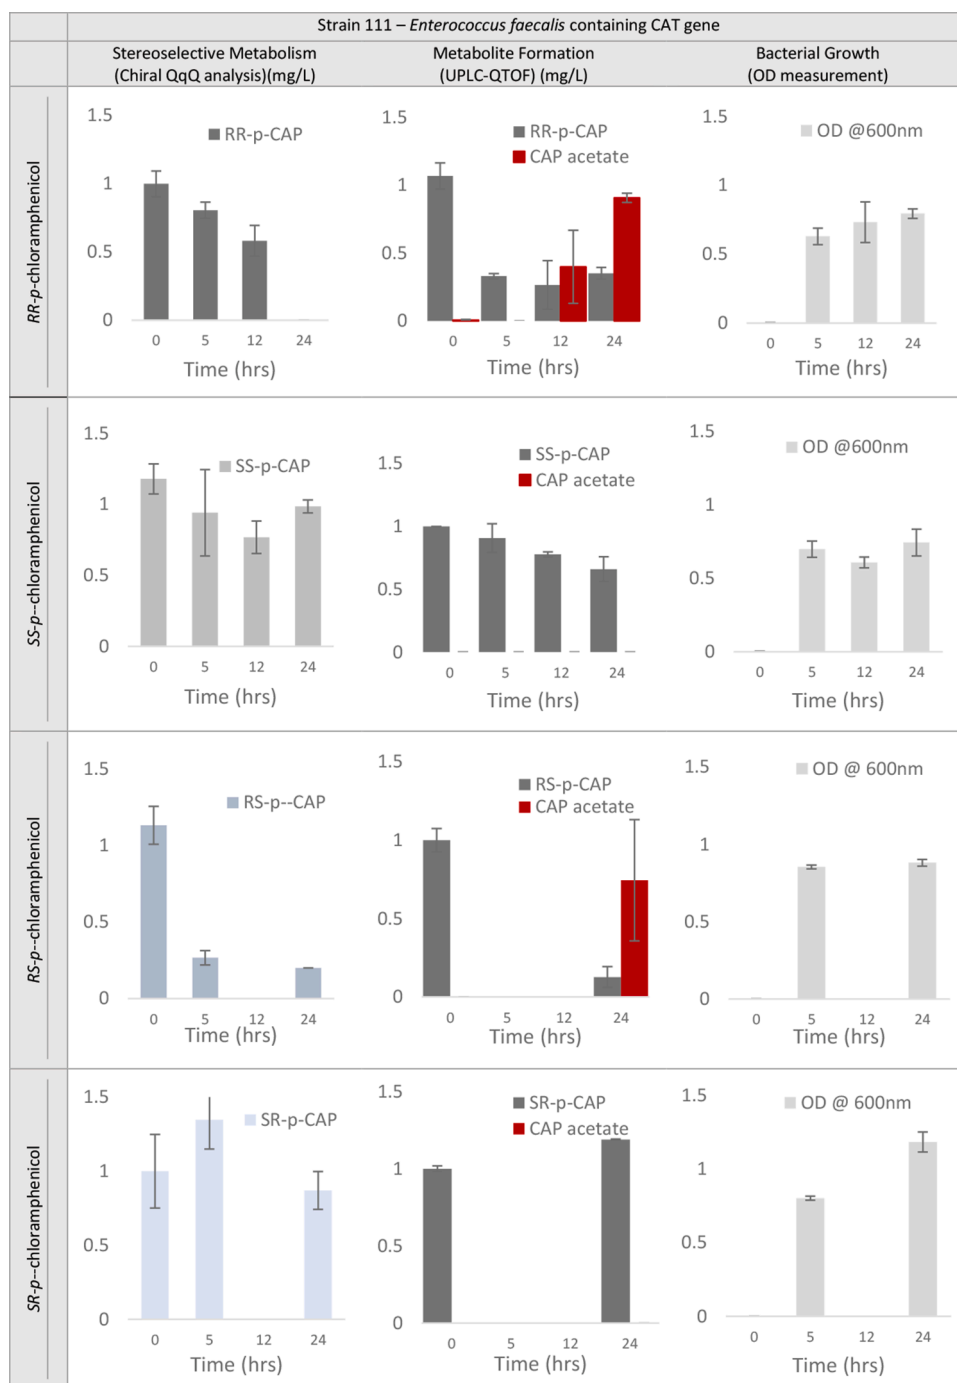 Strain 111 – Enterococcus faecalis containing CAT gene
Stereoselective Metabolism
(Chiral QqQ analysis)(mg/L)
Metabolite Formation
(UPLC-QTOF) (mg/L)
Bacterial Growth
(OD measurement)
RR-p-chloramphenicol
1.5
1
0.5
0
RR-p-CAP
0 5 12 24
Time (hrs)
1.5
1
0.5
0
RR-p-CAP
CAP acetate
0 5 12 24
Time (hrs)
1.5
1
0.5
0
OD @600nm
0 5 12 24
Time (hrs)
SS-p--chloramphenicol
1.5
1
0.5
0
SS-p-CAP
0 5 12 24
Time (hrs)
1.5
1
0.5
0
SS-p-CAP
CAP acetate
0 5 12 24
Time (hrs)
1.5
1
0.5
0
OD @600nm
0 5 12 24
Time (hrs)
RS-p--chloramphenicol
1.5
1
0.5
0
RS-p--CAP
0 5 12 24
Time (hrs)
1.5
1
0.5
0
RS-p-CAP
CAP acetate
0 5 12 24
Time (hrs)
1.5
1
0.5
0
OD @ 600nm
0 5 12 24
Time (hrs)
SR-p--chloramphenicol
1.5
1
0.5
0
SR-p-CAP
0 5 12 24
Time (hrs)
1.5
1
0.5
0
SR-p-CAP
CAP acetate
0 5 12 24
Time (hrs)
1.5
1
0.5
0
OD @ 600nm
0 5 12 24
Time (hrs)